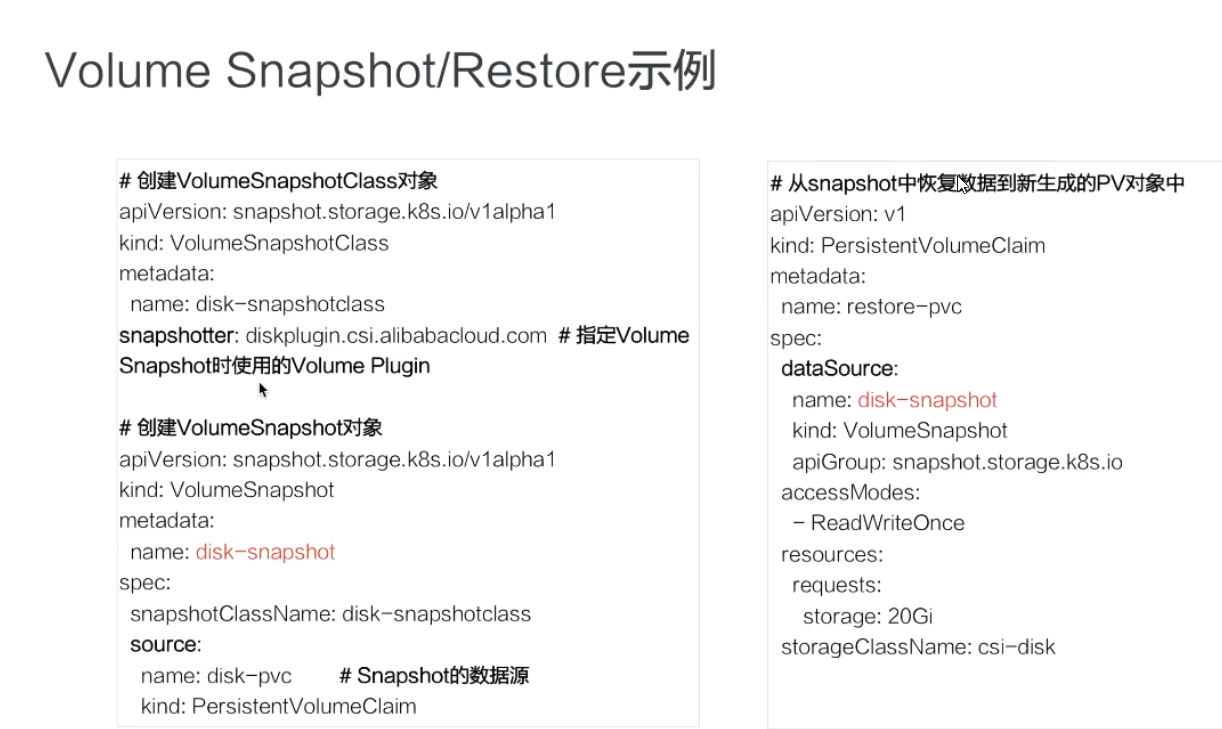 Volume Snapshot/Restore示例
# 创建VolumeSnapshotClass对象
apiVersion: snapshot.storage.k8s.io/v1alpha1
kind: VolumeSnapshotClass
metadata:
  name: disk-snapshotclass
snapshotter: diskplugin.csi.alibabacloud.com # 指定Volume
Snapshot时使用的Volume Plugin
# 创建VolumeSnapshot对象
apiVersion: snapshot.storage.k8s.io/v1alpha1
kind: VolumeSnapshot
metadata:
  name: disk-snapshot
spec:
  snapshotClassName: disk-snapshotclass
  source:
    name: disk-pvc # Snapshot的数据源
    kind: PersistentVolumeClaim
# 从snapshot中恢复数据到新生成的PV对象中
apiVersion: v1
kind: PersistentVolumeClaim
metadata:
  name: restore-pvc
spec:
  dataSource:
    name: disk-snapshot
    kind: VolumeSnapshot
    apiGroup: snapshot.storage.k8s.io
  accessModes:
    - ReadWriteOnce
  resources:
    requests:
      storage: 20Gi
  storageClassName: csi-disk